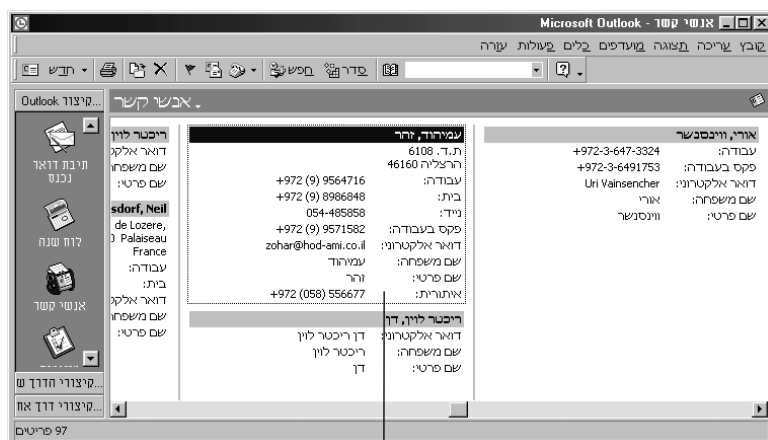 אנשי קשר - Microsoft Outlook
קובץ עריכה תצוגה מועדפים כלים פעולות עזרה
חדש
חפש
סדר
קיצור Outlook...
אנשי קשר
אורי, ווינסנשר
עבודה: +972-3-647-3324
פקס בעבודה: +972-3-6491753
דואר אלקטרוני: Uri Vainsencher
שם משפחה: אורי
שם פרטי: ווינסנשר
עמיהוד, זהר
ת.ד. 6108
הרצליה 46160
עבודה: +972 (9) 9564716
בית: +972 (9) 8986848
נייד: 054-485858
פקס בעבודה: +972 (9) 9571582
דואר אלקטרוני: zohar@hod-ami.co.il
שם משפחה: עמיהוד
שם פרטי: זהר
איתורית: +972 (058) 556677
ריכטר לוין, דן
דואר אלקטרוני: דן ריכטר לוין
שם משפחה: ריכטר לוין
שם פרטי: דן
ריכטר לוין
דואר אלקט
שם משפחה
שם פרטי:
sdorf, Neil
de Lozere,
Palaiseau
France
עבודה:
בית:
דואר אלקט
שם משפחה
שם פרטי:
תיבת דואר
נכנס
לוח שנה
אנשי קשר
קיצורי הדרך ש...
קיצורי דרך אח...
97 פריטים